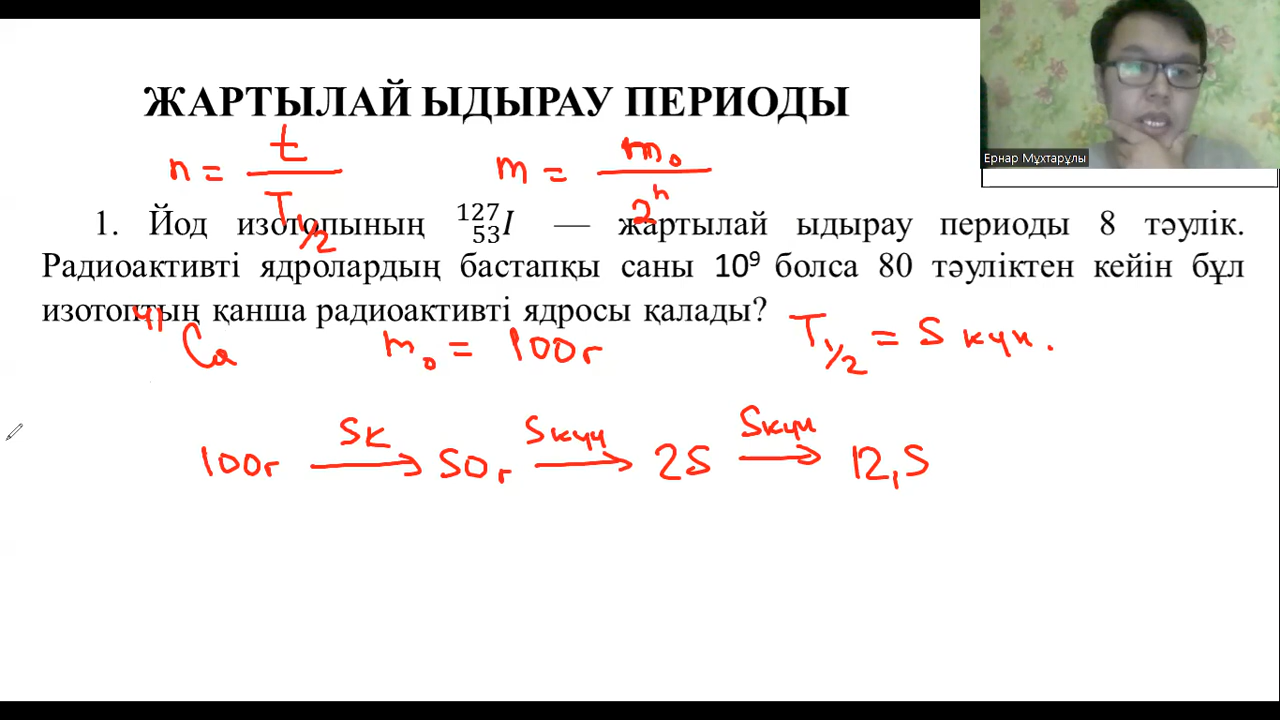 ЖАРТЫЛАЙ ЫДЫРАУ ПЕРИОДЫ
Ернар Мұхтарұлы
n = t / T1/2 m = m0 / 2^n
1. Йод изотопының ¹²⁷₅₃I — жартылай ыдырау периоды 8 тәулік.
Радиоактивті ядролардың бастапқы саны 10⁹ болса 80 тәуліктен кейін бұл
изотоптың қанша радиоактивті ядросы қалады?
⁴¹Ca m0 = 100г T1/2 = 5 күн.
5к 5күн 5күн
100г → 50г → 25 → 12,5